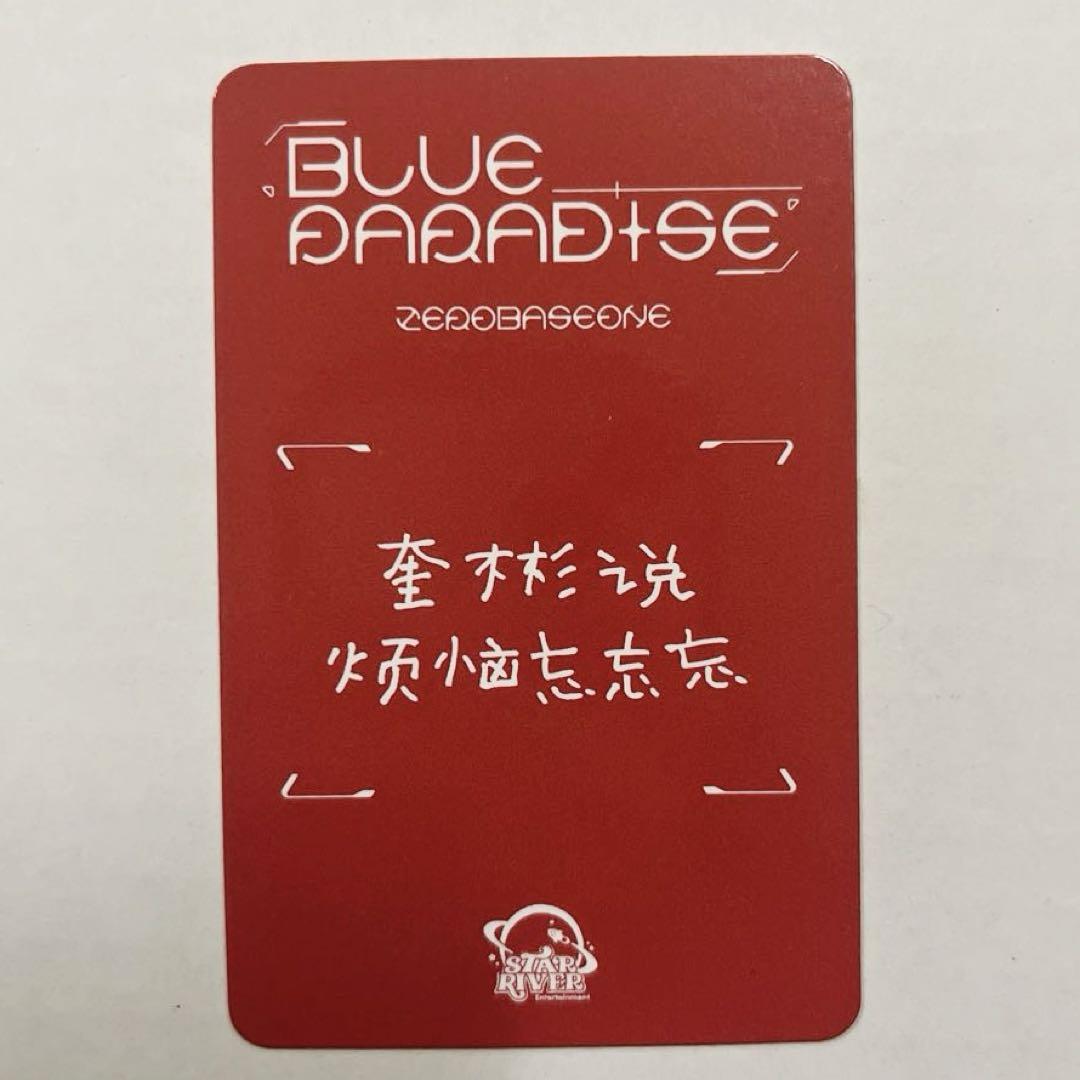 BLUE
PARADISE
ZEROBASEONE
奎彬说
烦恼忘忘忘
STAR
RIVER
Entertainment